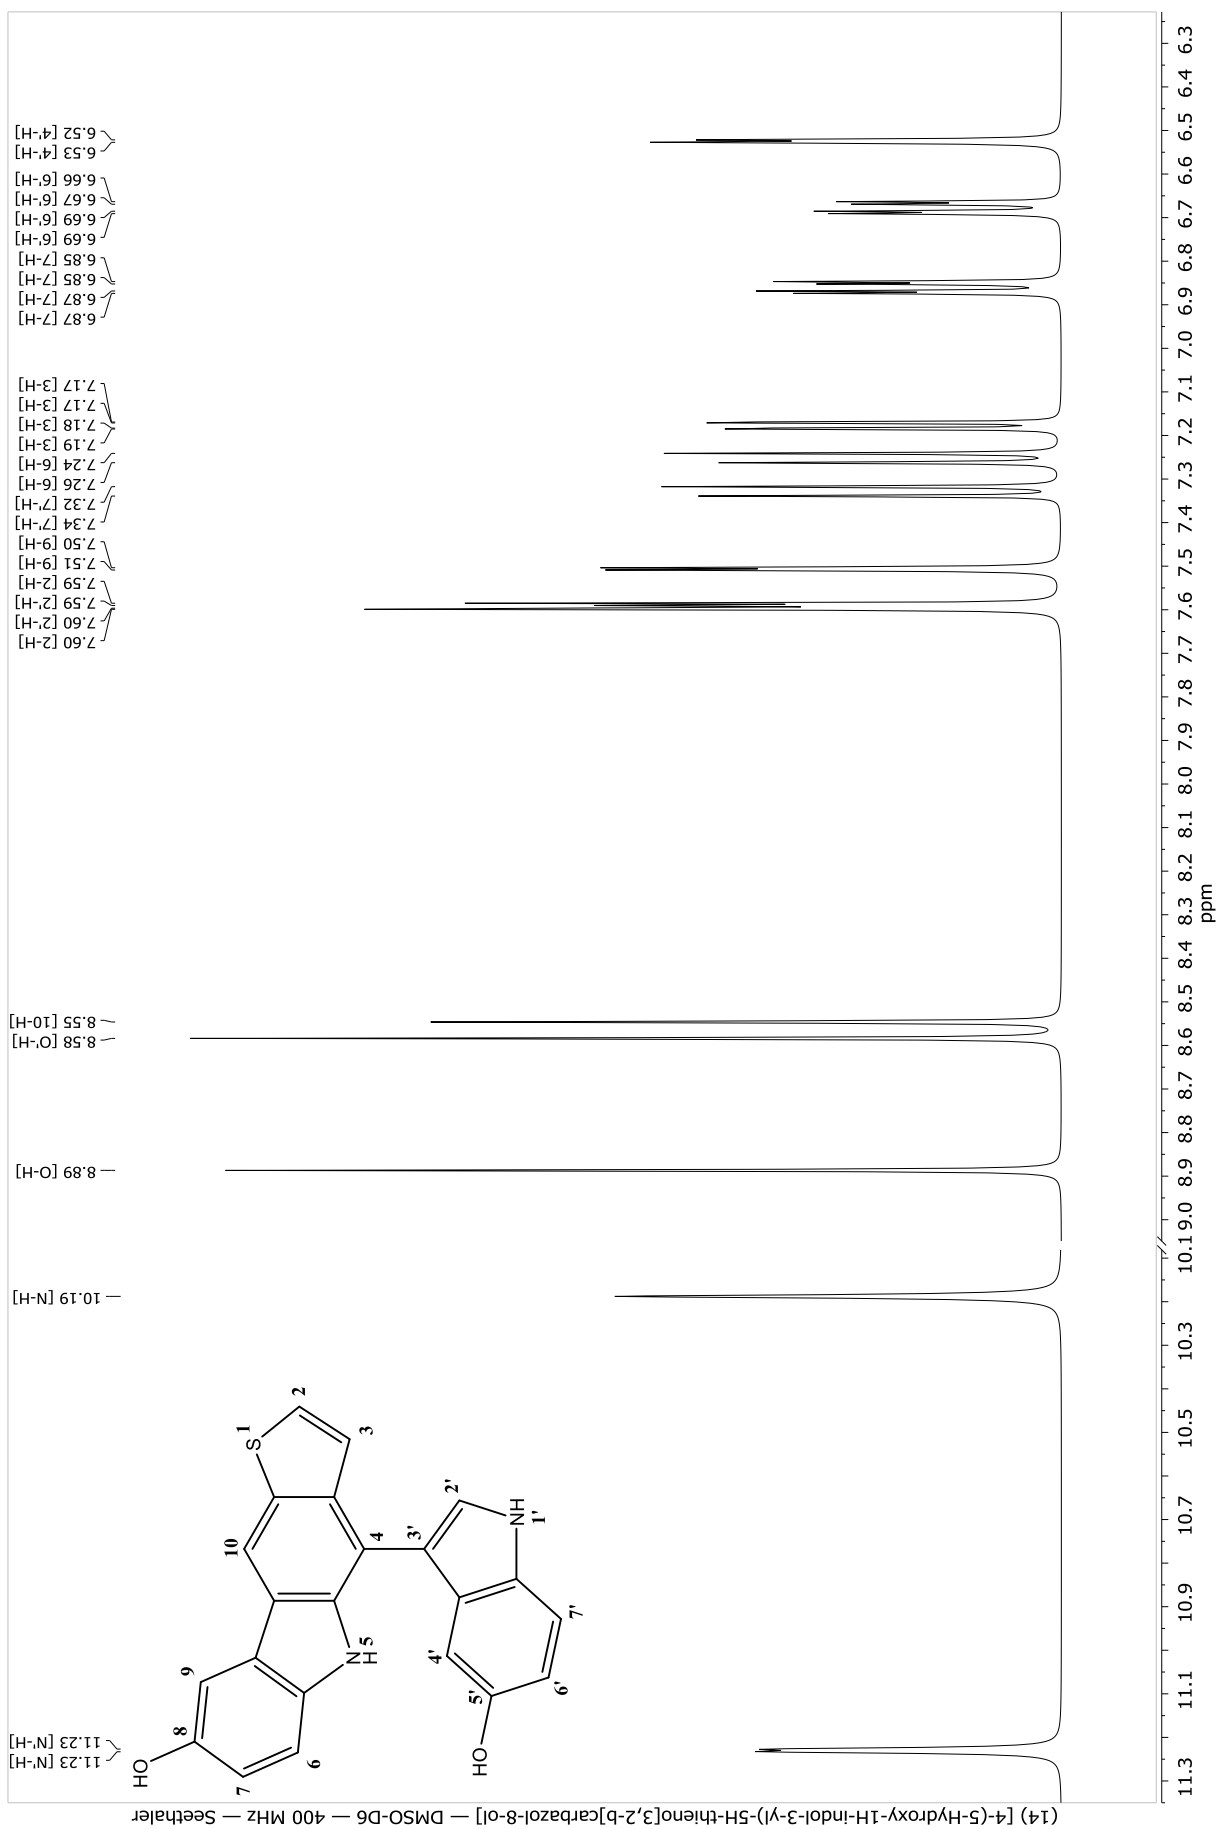 (14) [4-(5-Hydroxy-1H-indol-3-yl)-5H-thieno[3,2-b]carbazol-8-ol] — DMSO-D6 — 400 MHz — Seethaler
11.23 [N'-H]
11.23 [N'-H]
10.19 [N-H]
8.89 [O-H]
8.58 [O'-H]
8.55 [10-H]
7.60 [2-H]
7.60 [2'-H]
7.59 [2'-H]
7.59 [2-H]
7.51 [9-H]
7.50 [9-H]
7.34 [7'-H]
7.32 [7'-H]
7.26 [6-H]
7.24 [6-H]
7.19 [3-H]
7.18 [3-H]
7.17 [3-H]
7.17 [3-H]
6.87 [7-H]
6.87 [7-H]
6.85 [7-H]
6.85 [7-H]
6.69 [6'-H]
6.69 [6'-H]
6.67 [6'-H]
6.66 [6'-H]
6.53 [4'-H]
6.52 [4'-H]
HO
8
9
7
6
10
S
1
2
3
NH
5
4
3'
2'
NH
1'
4'
5'
6'
7'
HO
11.3 11.1 10.9 10.7 10.5 10.3 10.1 9.0 8.9 8.8 8.7 8.6 8.5 8.4 8.3 8.2 8.1 8.0 7.9 7.8 7.7 7.6 7.5 7.4 7.3 7.2 7.1 7.0 6.9 6.8 6.7 6.6 6.5 6.4 6.3
ppm